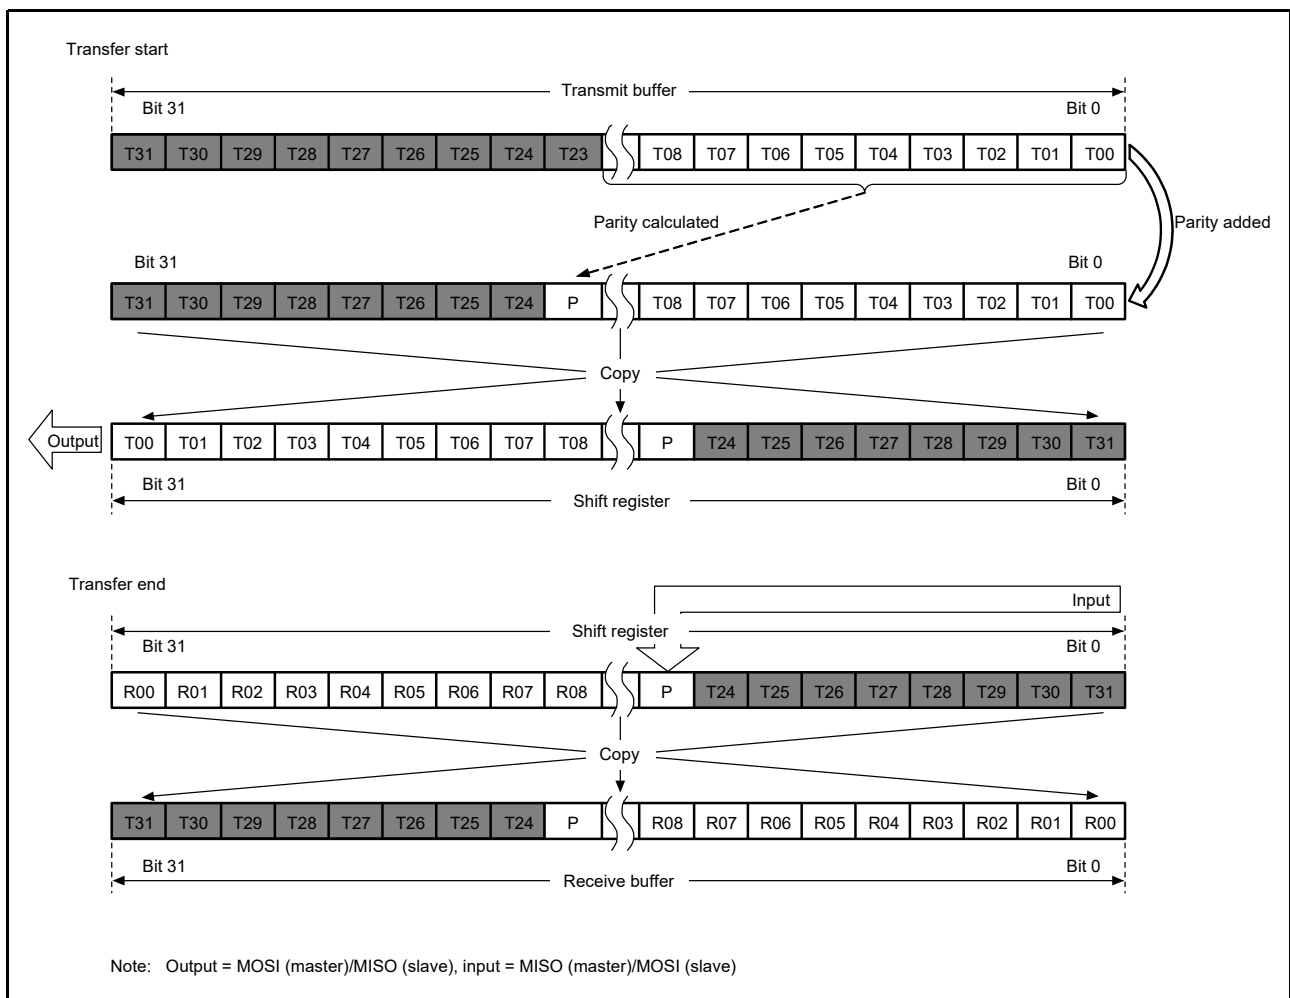 Transfer start
Transmit buffer
Bit 31 Bit 0
T31 T30 T29 T28 T27 T26 T25 T24 T23 T08 T07 T06 T05 T04 T03 T02 T01 T00
Parity calculated Parity added
Bit 31 Bit 0
T31 T30 T29 T28 T27 T26 T25 T24 P T08 T07 T06 T05 T04 T03 T02 T01 T00
Copy
Output T00 T01 T02 T03 T04 T05 T06 T07 T08 P T24 T25 T26 T27 T28 T29 T30 T31
Bit 31 Bit 0
Shift register
Transfer end
Input
Shift register
Bit 31 Bit 0
R00 R01 R02 R03 R04 R05 R06 R07 R08 P T24 T25 T26 T27 T28 T29 T30 T31
Copy
T31 T30 T29 T28 T27 T26 T25 T24 P R08 R07 R06 R05 R04 R03 R02 R01 R00
Bit 31 Bit 0
Receive buffer
Note: Output = MOSI (master)/MISO (slave), input = MISO (master)/MOSI (slave)